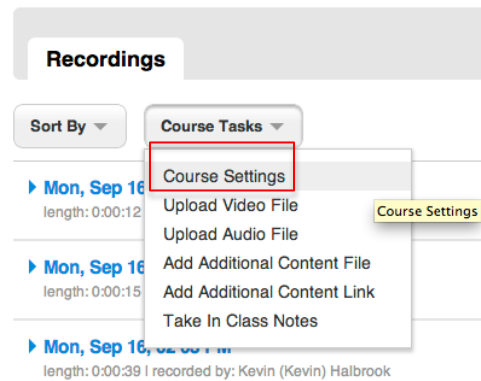 Recordings
Sort By Course Tasks
Course Settings
Mon, Sep 16
length: 0:00:12
Upload Video File
Course Settings
Upload Audio File
Add Additional Content File
Mon, Sep 16
length: 0:00:15
Add Additional Content Link
Take In Class Notes
Mon, Sep 16,
length: 0:00:39 I recorded by: Kevin (Kevin) Halbrook